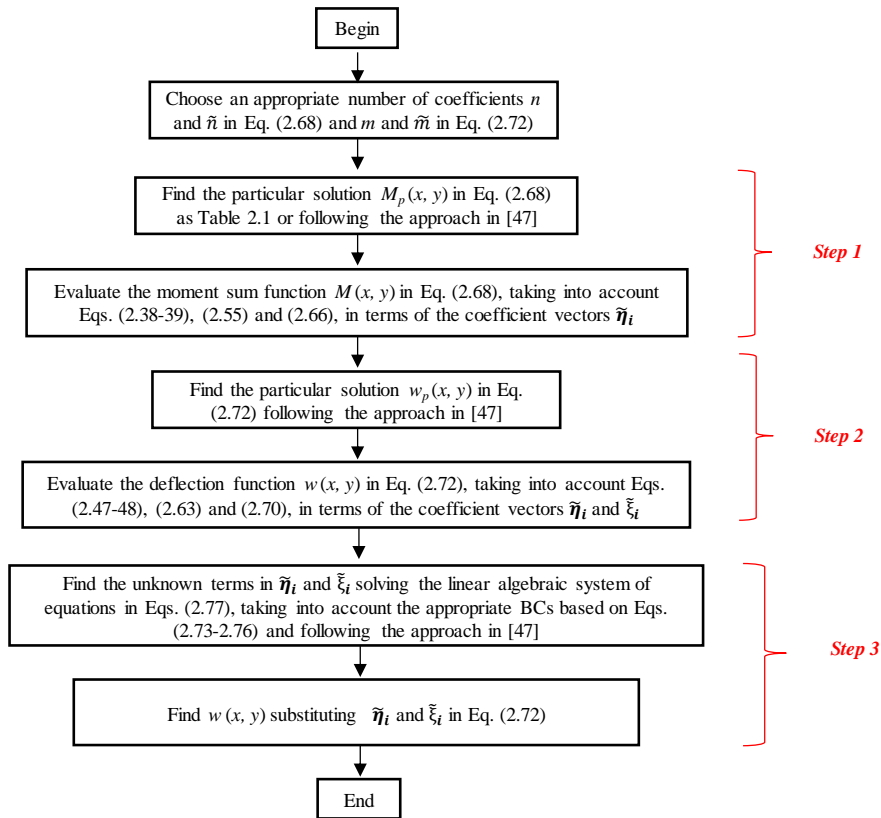 Begin
Choose an appropriate number of coefficients n
and ñ in Eq. (2.68) and m and m̃ in Eq. (2.72)
Find the particular solution Mₚ(x, y) in Eq. (2.68)
as Table 2.1 or following the approach in [47]
Evaluate the moment sum function M(x, y) in Eq. (2.68), taking into account
Eqs. (2.38-39), (2.55) and (2.66), in terms of the coefficient vectors η̃ᵢ
Step 1
Find the particular solution wₚ(x, y) in Eq.
(2.72) following the approach in [47]
Evaluate the deflection function w(x, y) in Eq. (2.72), taking into account Eqs.
(2.47-48), (2.63) and (2.70), in terms of the coefficient vectors η̃ᵢ and ξ̃ᵢ
Step 2
Find the unknown terms in η̃ᵢ and ξ̃ᵢ solving the linear algebraic system of
equations in Eqs. (2.77), taking into account the appropriate BCs based on Eqs.
(2.73-2.76) and following the approach in [47]
Find w(x, y) substituting η̃ᵢ and ξ̃ᵢ in Eq. (2.72)
Step 3
End